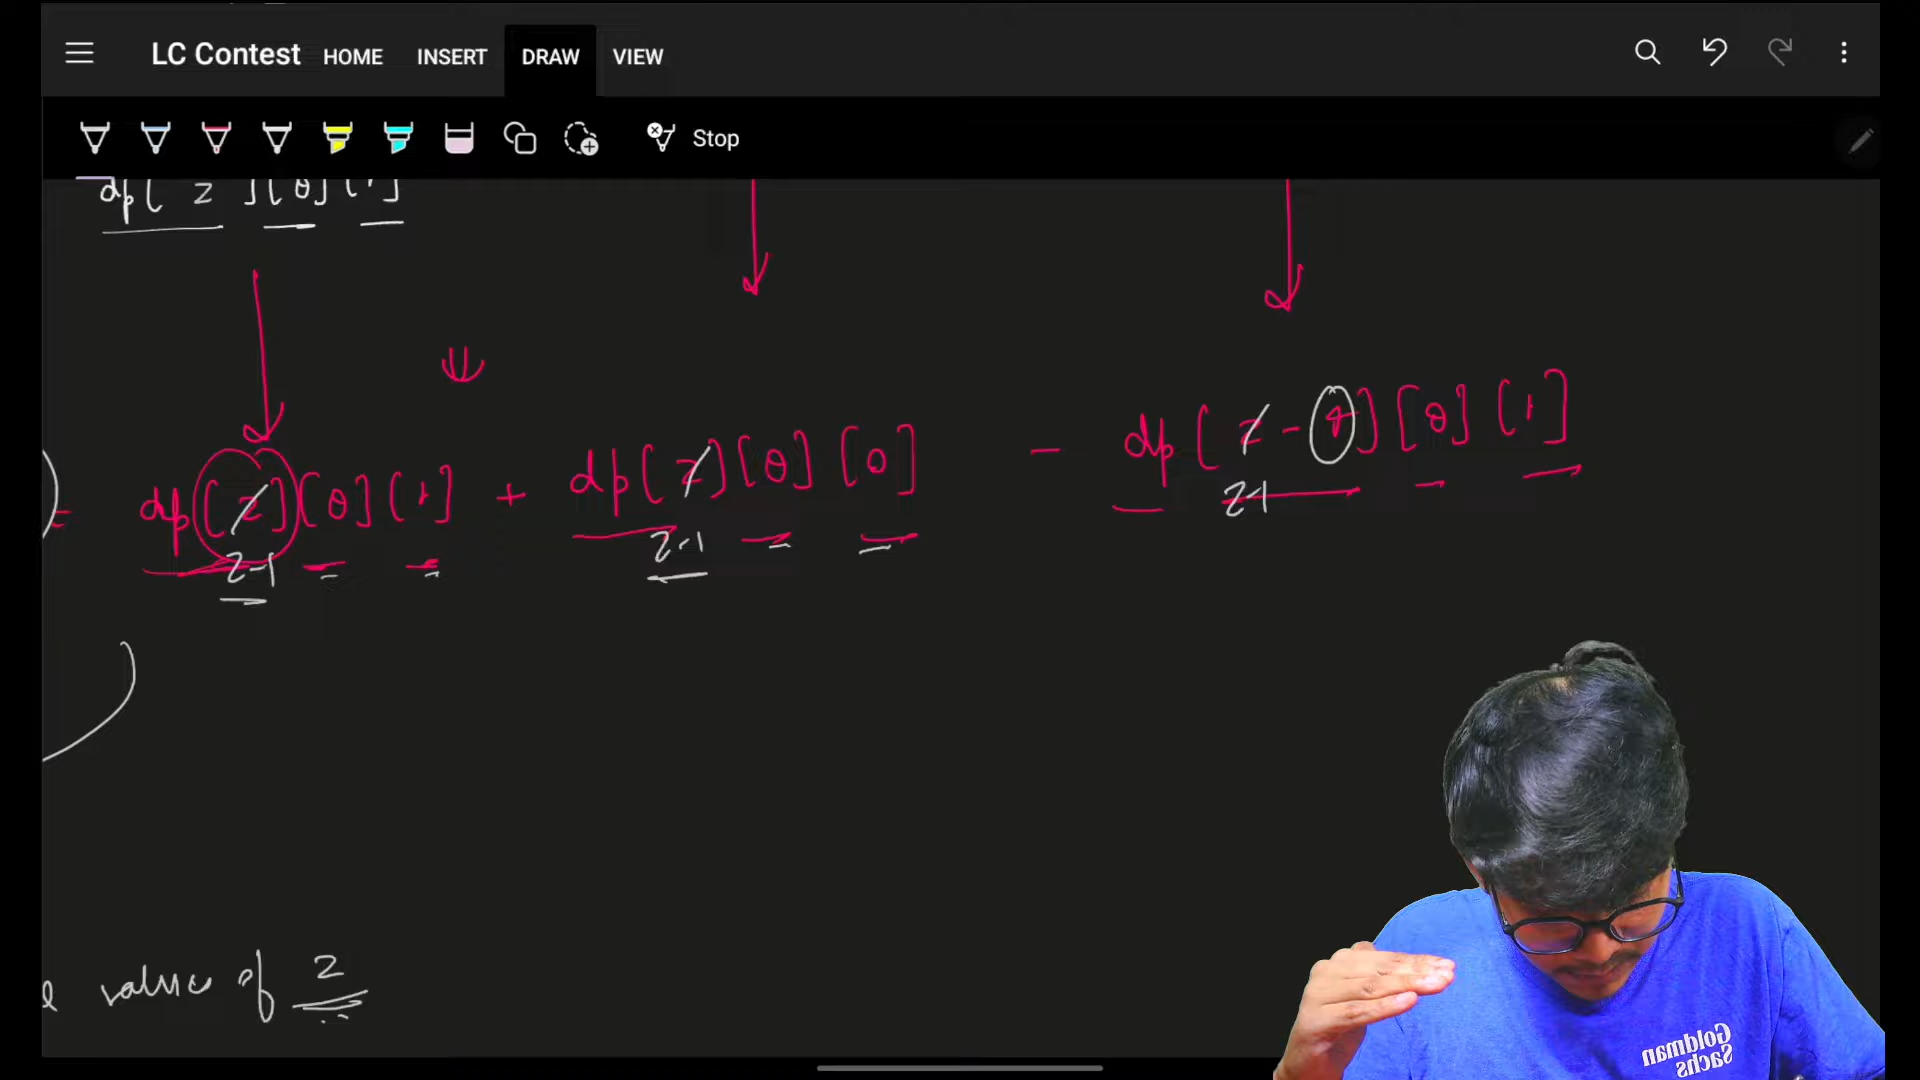 LC Contest HOME INSERT DRAW VIEW
Stop
dp[ z ][0][1]
= dp[z][0][1] + dp[z][0][0] - dp[z-1][0][1]
z-1 z-1 z-1
value of z
Goldman
Sachs